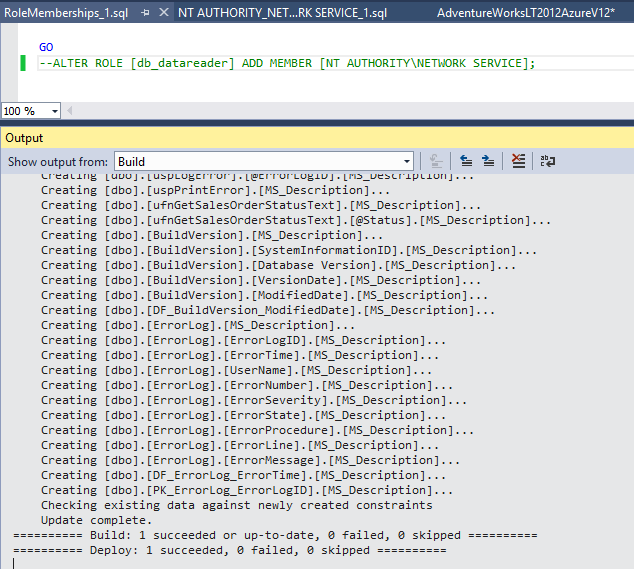 RoleMemberships_1.sql
NT AUTHORITY_NET...RK SERVICE_1.sql
AdventureWorksLT2012AzureV12*
GO
--ALTER ROLE [db_datareader] ADD MEMBER [NT AUTHORITY\NETWORK SERVICE];
100 %
Output
Show output from: Build
Creating [dbo].[uspLogError].[@ErrorLogID].[MS_Description]...
Creating [dbo].[uspPrintError].[MS_Description]...
Creating [dbo].[ufnGetSalesOrderStatusText].[MS_Description]...
Creating [dbo].[ufnGetSalesOrderStatusText].[@Status].[MS_Description]...
Creating [dbo].[BuildVersion].[MS_Description]...
Creating [dbo].[BuildVersion].[SystemInformationID].[MS_Description]...
Creating [dbo].[BuildVersion].[Database Version].[MS_Description]...
Creating [dbo].[BuildVersion].[VersionDate].[MS_Description]...
Creating [dbo].[BuildVersion].[ModifiedDate].[MS_Description]...
Creating [dbo].[DF_BuildVersion_ModifiedDate].[MS_Description]...
Creating [dbo].[ErrorLog].[MS_Description]...
Creating [dbo].[ErrorLog].[ErrorLogID].[MS_Description]...
Creating [dbo].[ErrorLog].[ErrorTime].[MS_Description]...
Creating [dbo].[ErrorLog].[UserName].[MS_Description]...
Creating [dbo].[ErrorLog].[ErrorNumber].[MS_Description]...
Creating [dbo].[ErrorLog].[ErrorSeverity].[MS_Description]...
Creating [dbo].[ErrorLog].[ErrorState].[MS_Description]...
Creating [dbo].[ErrorLog].[ErrorProcedure].[MS_Description]...
Creating [dbo].[ErrorLog].[ErrorLine].[MS_Description]...
Creating [dbo].[ErrorLog].[ErrorMessage].[MS_Description]...
Creating [dbo].[DF_ErrorLog_ErrorTime].[MS_Description]...
Creating [dbo].[PK_ErrorLog_ErrorLogID].[MS_Description]...
Checking existing data against newly created constraints
Update complete.
========== Build: 1 succeeded or up-to-date, 0 failed, 0 skipped ==========
========== Deploy: 1 succeeded, 0 failed, 0 skipped ==========